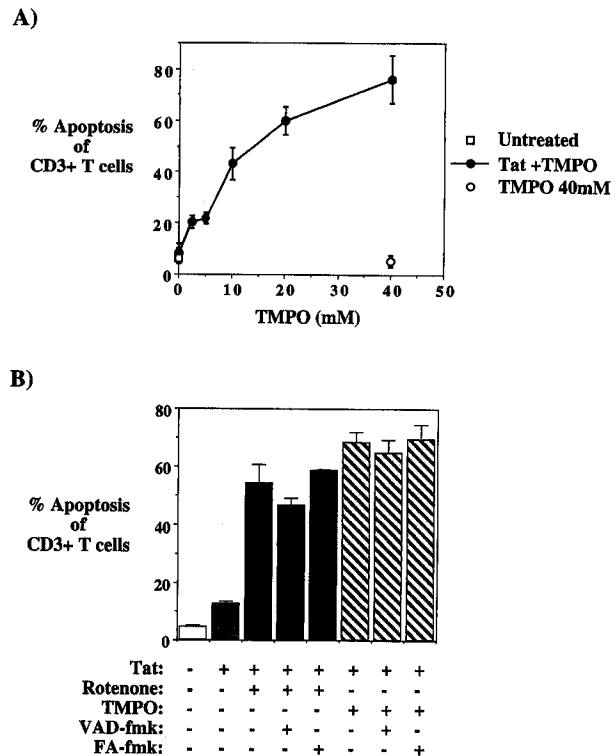 A)
80
60
40
20
0
% Apoptosis
of
CD3+ T cells
0 10 20 30 40 50
TMPO (mM)
Untreated
Tat +TMPO
TMPO 40mM
B)
80
60
40
20
0
% Apoptosis
of
CD3+ T cells
Tat: - + + + + + + +
Rotenone: - - + + + - - -
TMPO: - - - - - + + +
VAD-fmk: - - - + - - + -
FA-fmk: - - - - + - - +